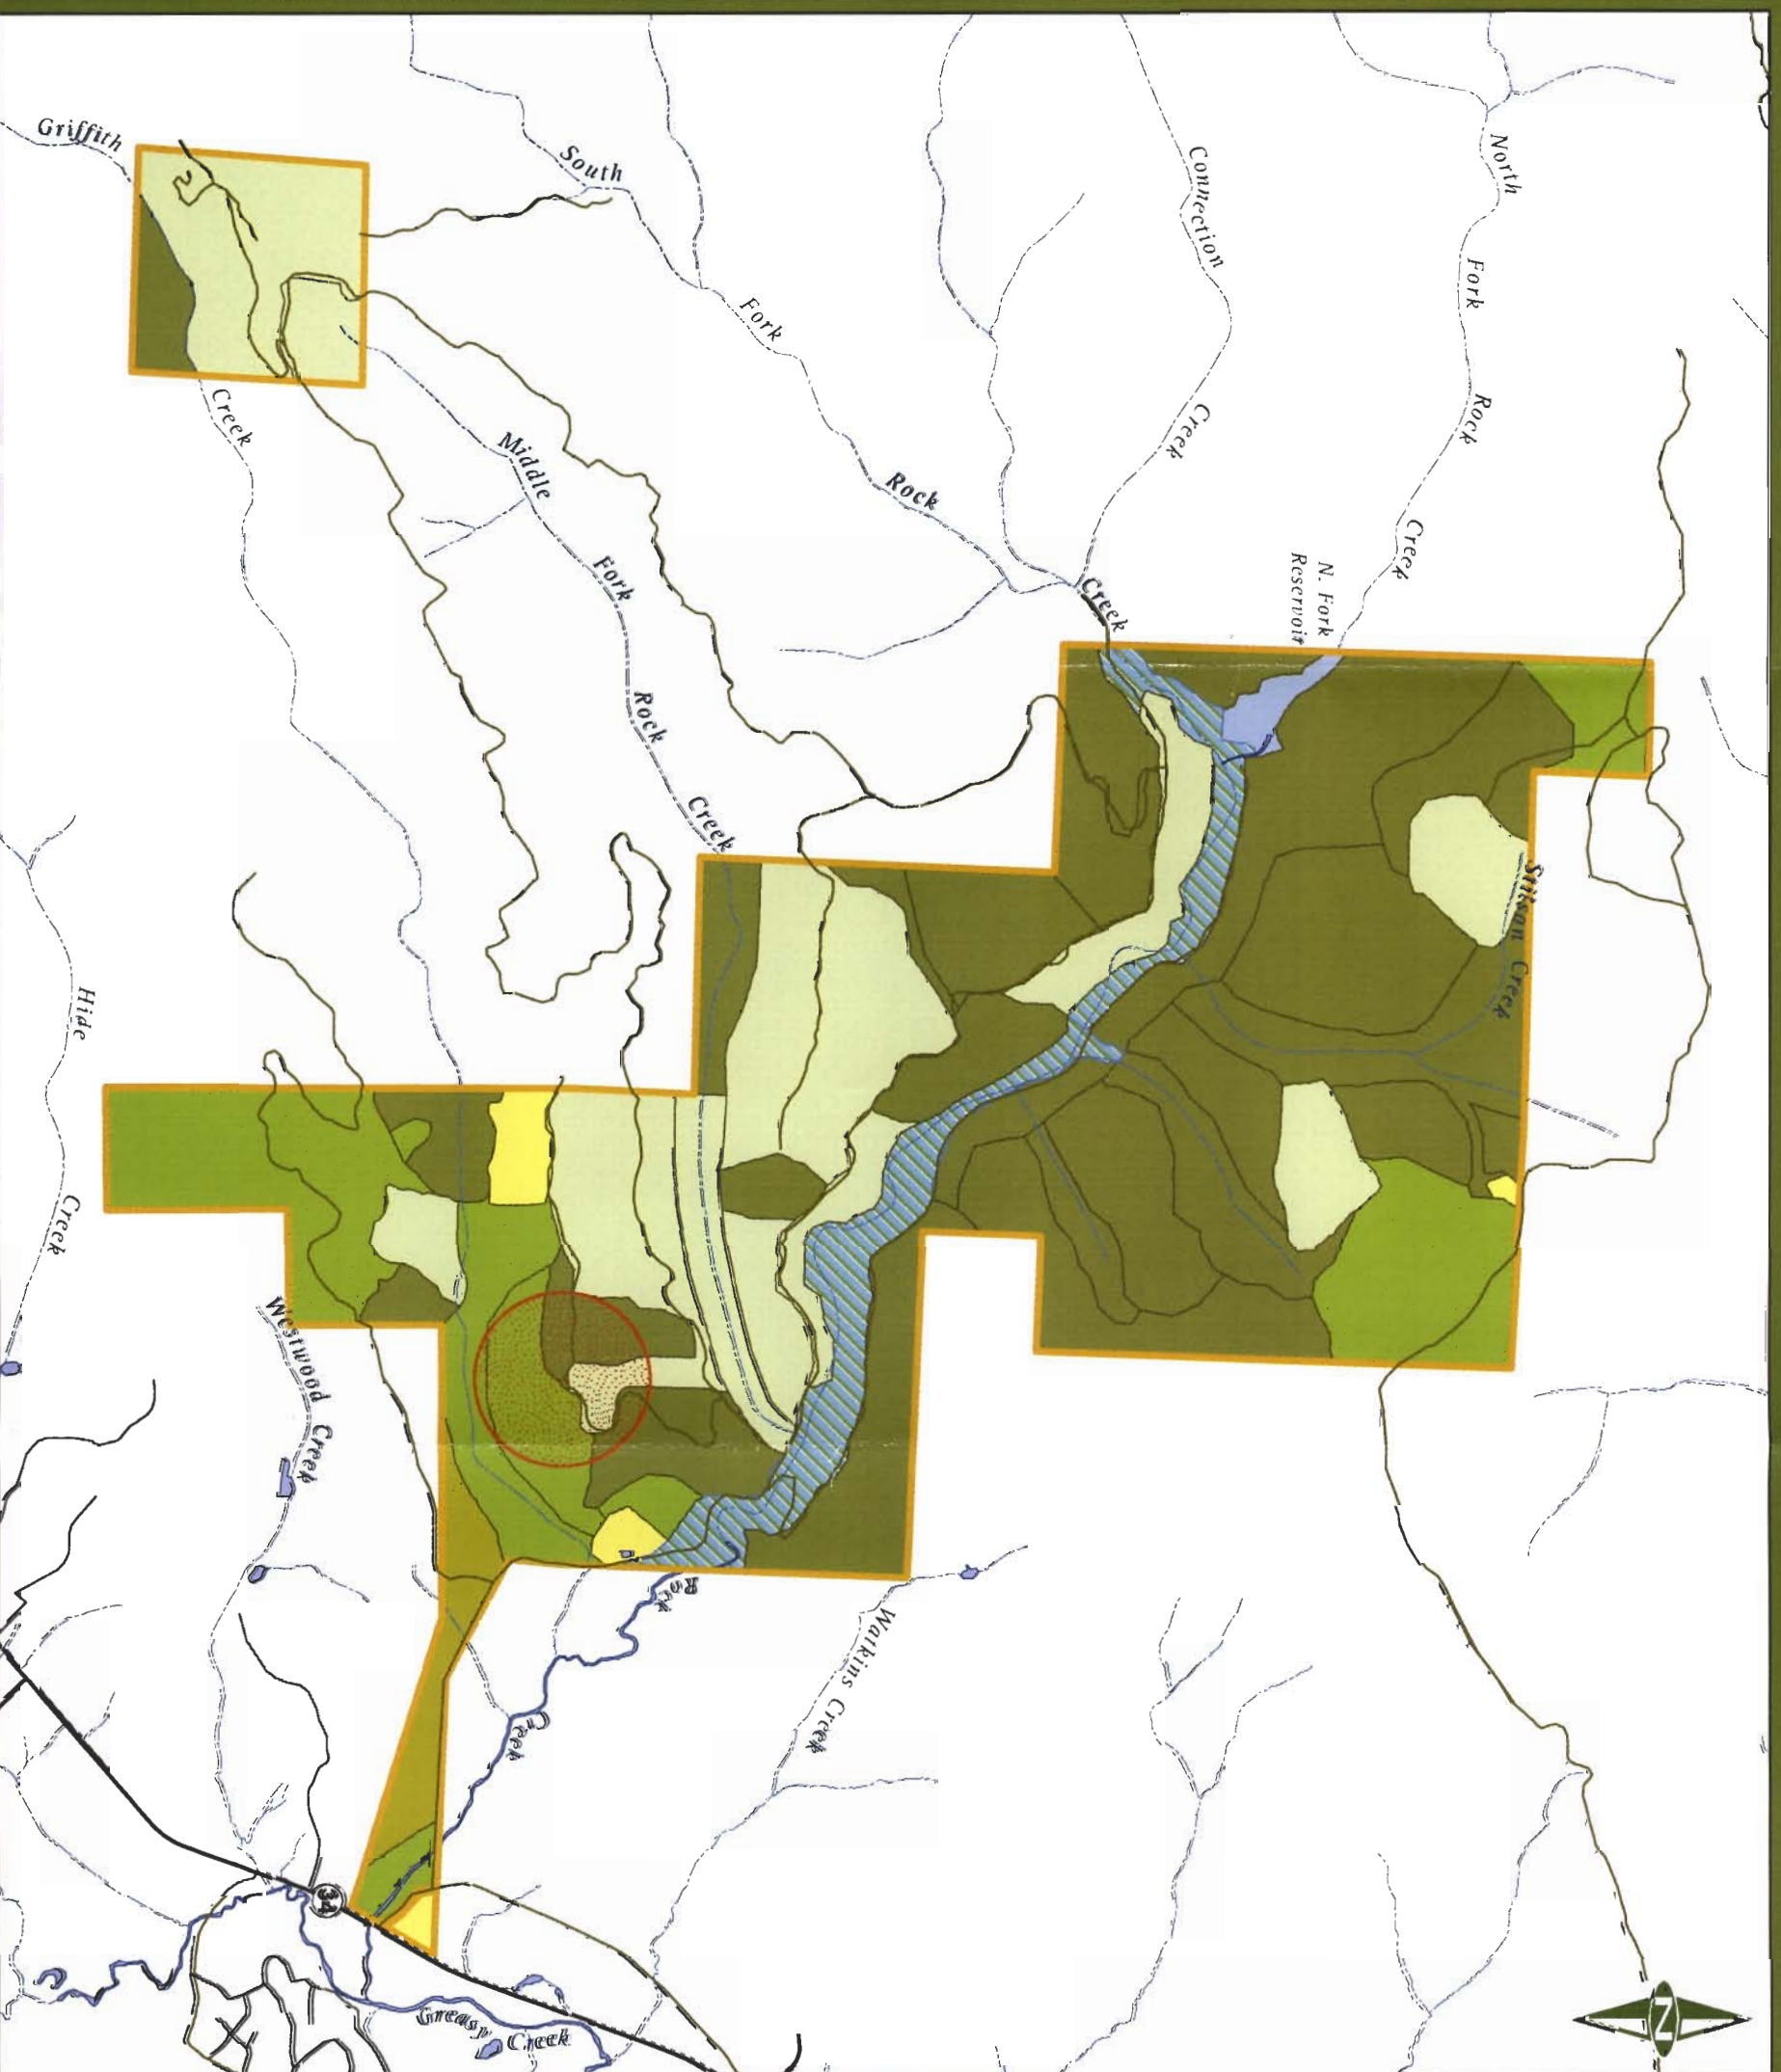 Griffith
Creek
South
Fork
Rock
Creek
Connection
Creek
North
Fork
Rock
Creek
N. Fork
Reservoir
Middle
Fork
Rock
Creek
Stilson Creek
Hide
Creek
Westwood Creek
Rock
Creek
Watkins Creek
34
Greasy
Creek
N